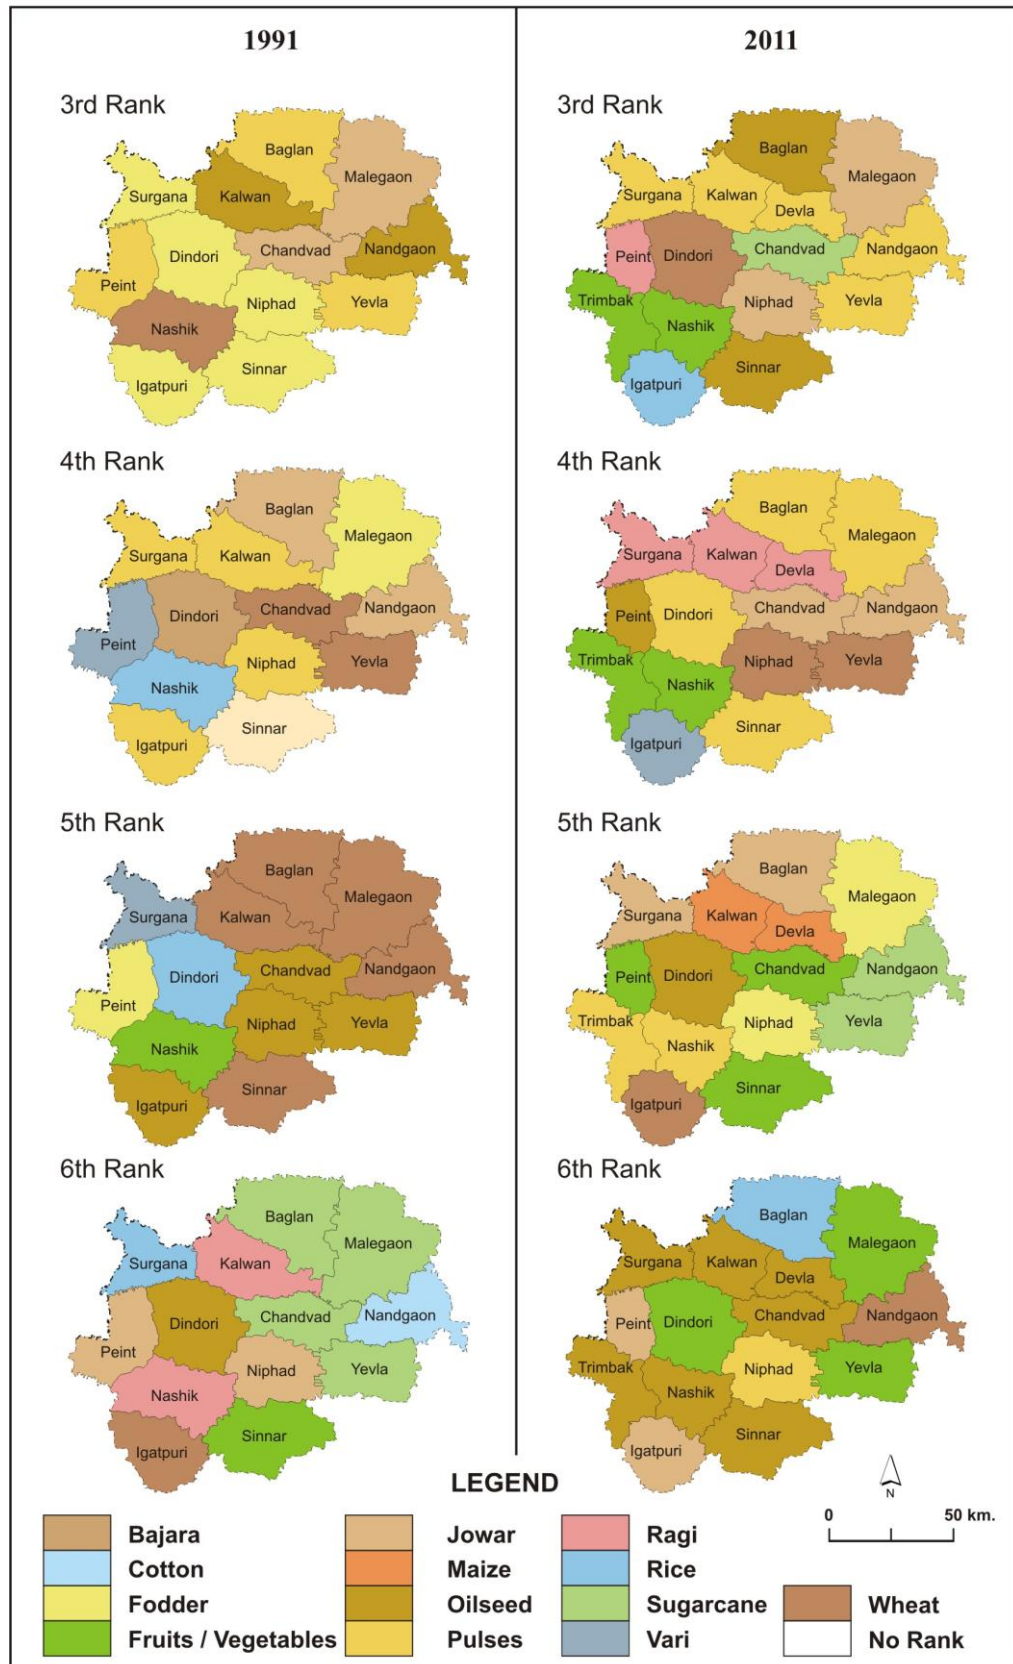 1991
3rd Rank
Baglan
Malegaon
Surgana
Kalwan
Dindori
Chandvad
Nandgaon
Peint
Niphad
Yevla
Nashik
Igatpuri
Sinnar
4th Rank
Baglan
Malegaon
Surgana
Kalwan
Dindori
Chandvad
Nandgaon
Peint
Niphad
Yevla
Nashik
Igatpuri
Sinnar
5th Rank
Baglan
Malegaon
Surgana
Kalwan
Dindori
Chandvad
Nandgaon
Peint
Niphad
Yevla
Nashik
Igatpuri
Sinnar
6th Rank
Baglan
Malegaon
Surgana
Kalwan
Dindori
Chandvad
Nandgaon
Peint
Niphad
Yevla
Nashik
Igatpuri
Sinnar
2011
3rd Rank
Baglan
Malegaon
Surgana
Kalwan
Devla
Peint
Dindori
Chandvad
Nandgaon
Trimbak
Niphad
Yevla
Nashik
Igatpuri
Sinnar
4th Rank
Baglan
Malegaon
Surgana
Kalwan
Devla
Peint
Dindori
Chandvad
Nandgaon
Trimbak
Niphad
Yevla
Nashik
Igatpuri
Sinnar
5th Rank
Baglan
Malegaon
Surgana
Kalwan
Devla
Peint
Dindori
Chandvad
Nandgaon
Trimbak
Niphad
Yevla
Nashik
Igatpuri
Sinnar
6th Rank
Baglan
Malegaon
Surgana
Kalwan
Devla
Peint
Dindori
Chandvad
Nandgaon
Trimbak
Niphad
Yevla
Nashik
Igatpuri
Sinnar
LEGEND
N
0 50 km.
Bajara
Cotton
Fodder
Fruits / Vegetables
Jowar
Maize
Oilseed
Pulses
Ragi
Rice
Sugarcane
Vari
Wheat
No Rank